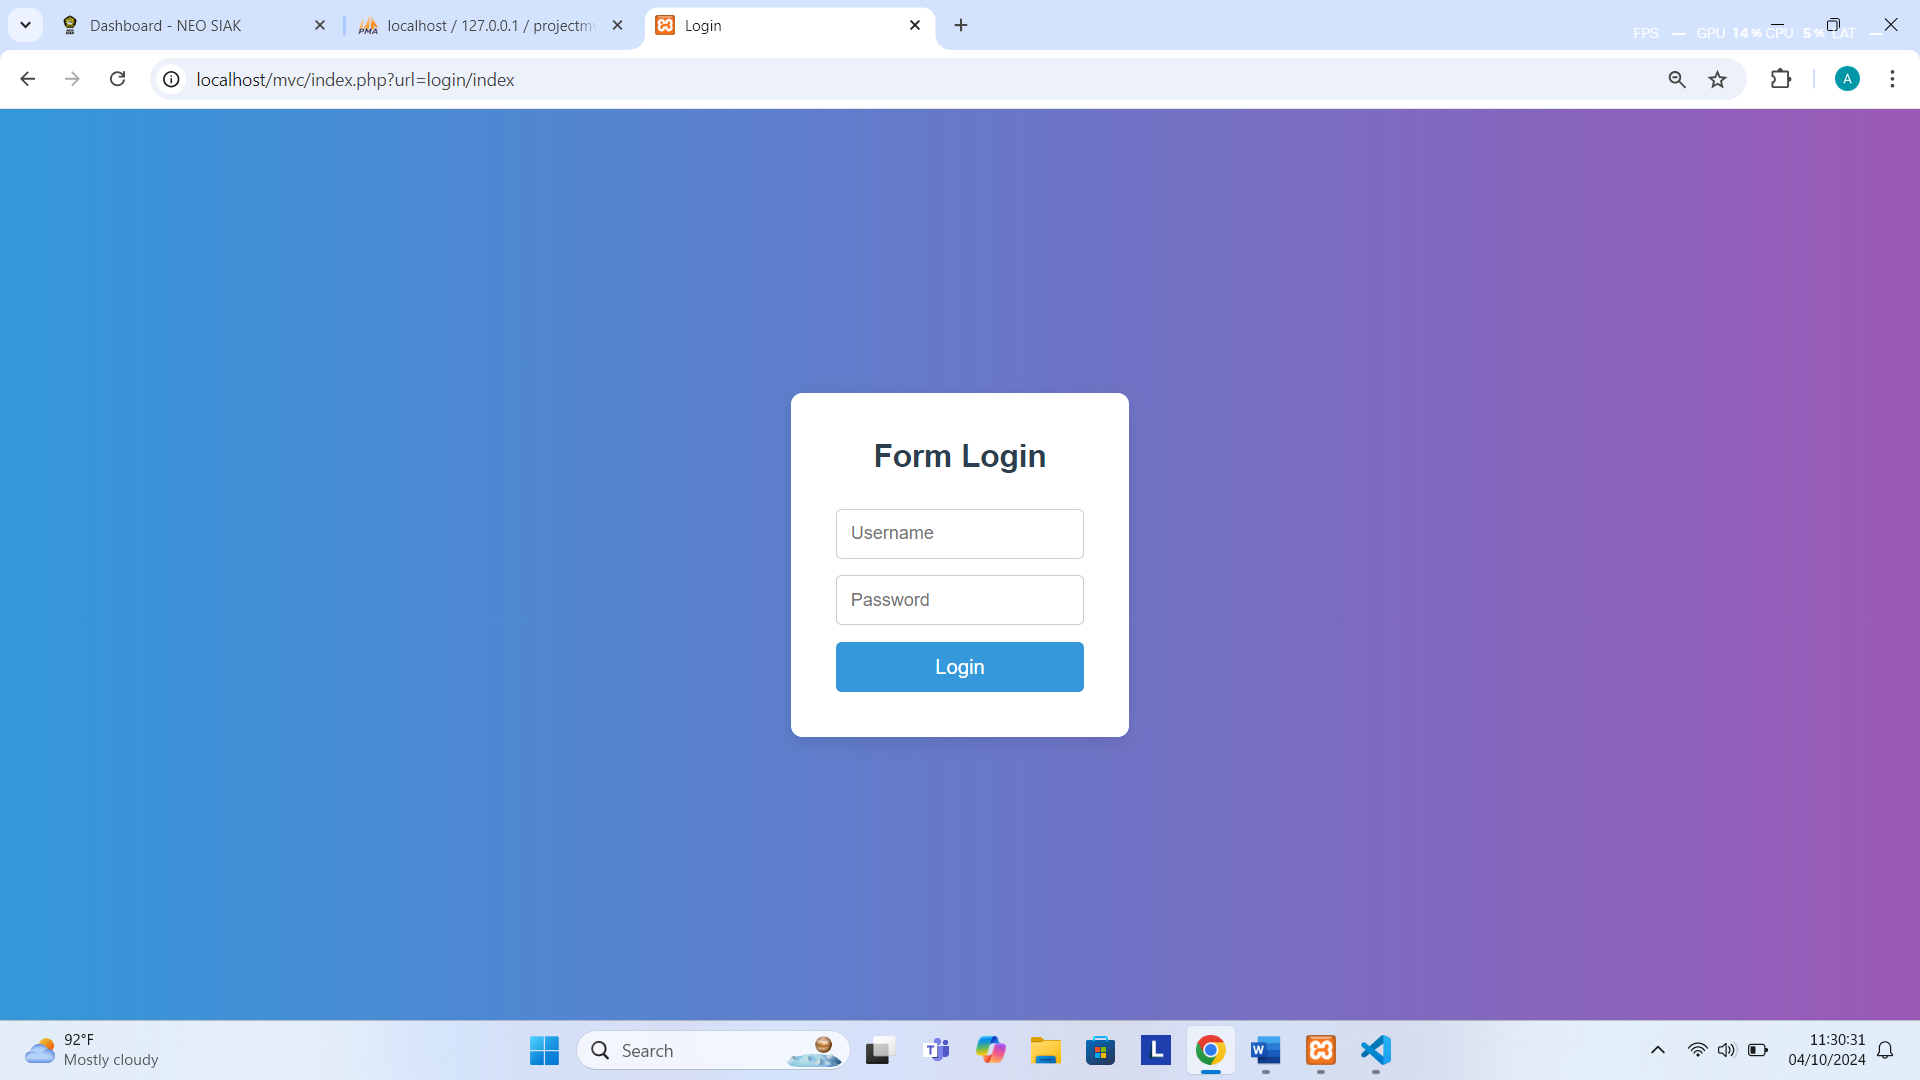 Dashboard - NEO SIAK
localhost / 127.0.0.1 / projectm
Login
FPS — GPU 14 % CPU 5 % LAT —
localhost/mvc/index.php?url=login/index
A
Form Login
Username
Password
Login
92°F
Mostly cloudy
Search
11:30:31
04/10/2024